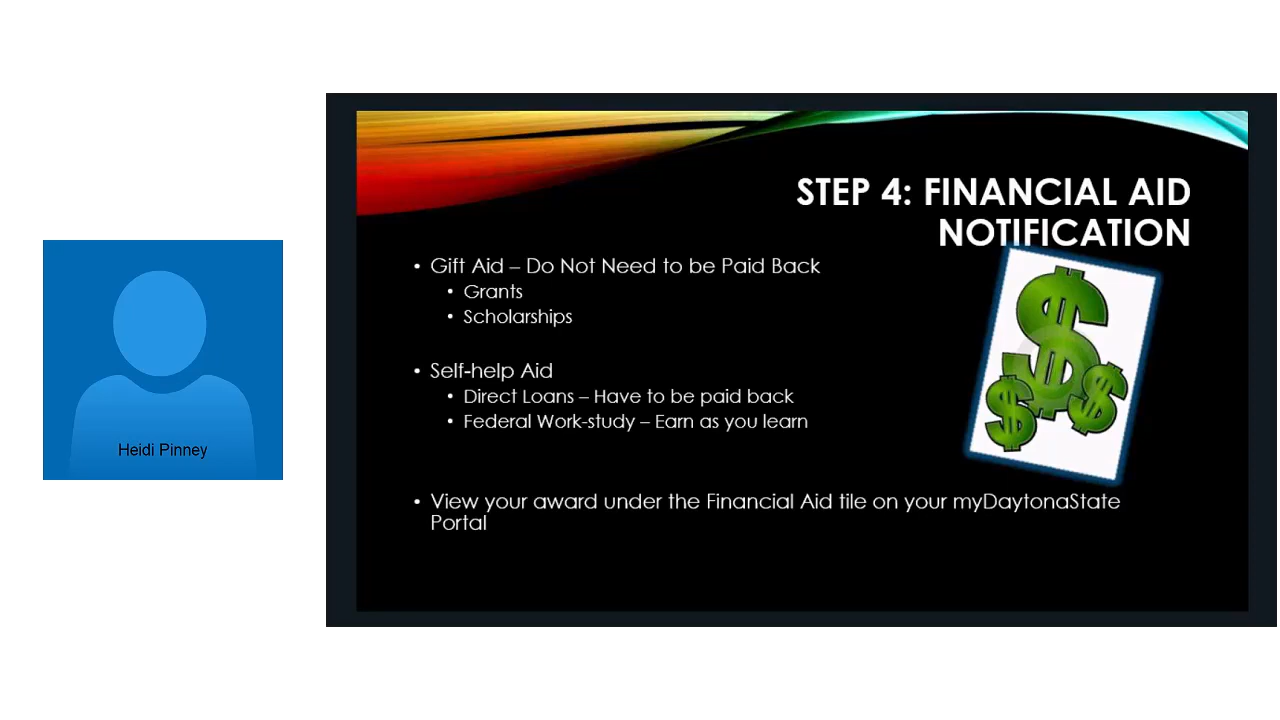 STEP 4: FINANCIAL AID
NOTIFICATION
• Gift Aid – Do Not Need to be Paid Back
• Grants
• Scholarships
• Self-help Aid
• Direct Loans – Have to be paid back
• Federal Work-study – Earn as you learn
• View your award under the Financial Aid tile on your myDaytonaState
Portal
Heidi Pinney